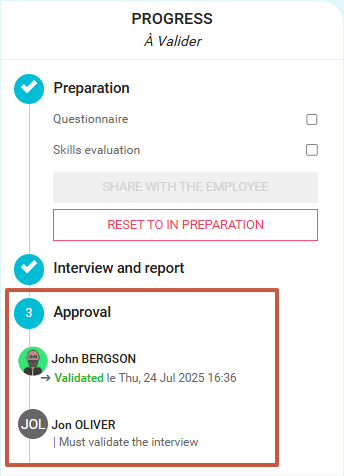 PROGRESS
À Valider
Preparation
Questionnaire
Skills evaluation
SHARE WITH THE EMPLOYEE
RESET TO IN PREPARATION
Interview and report
3 Approval
John BERGSON
➔ Validated le Thu, 24 Jul 2025 16:36
JOL Jon OLIVER
| Must validate the interview